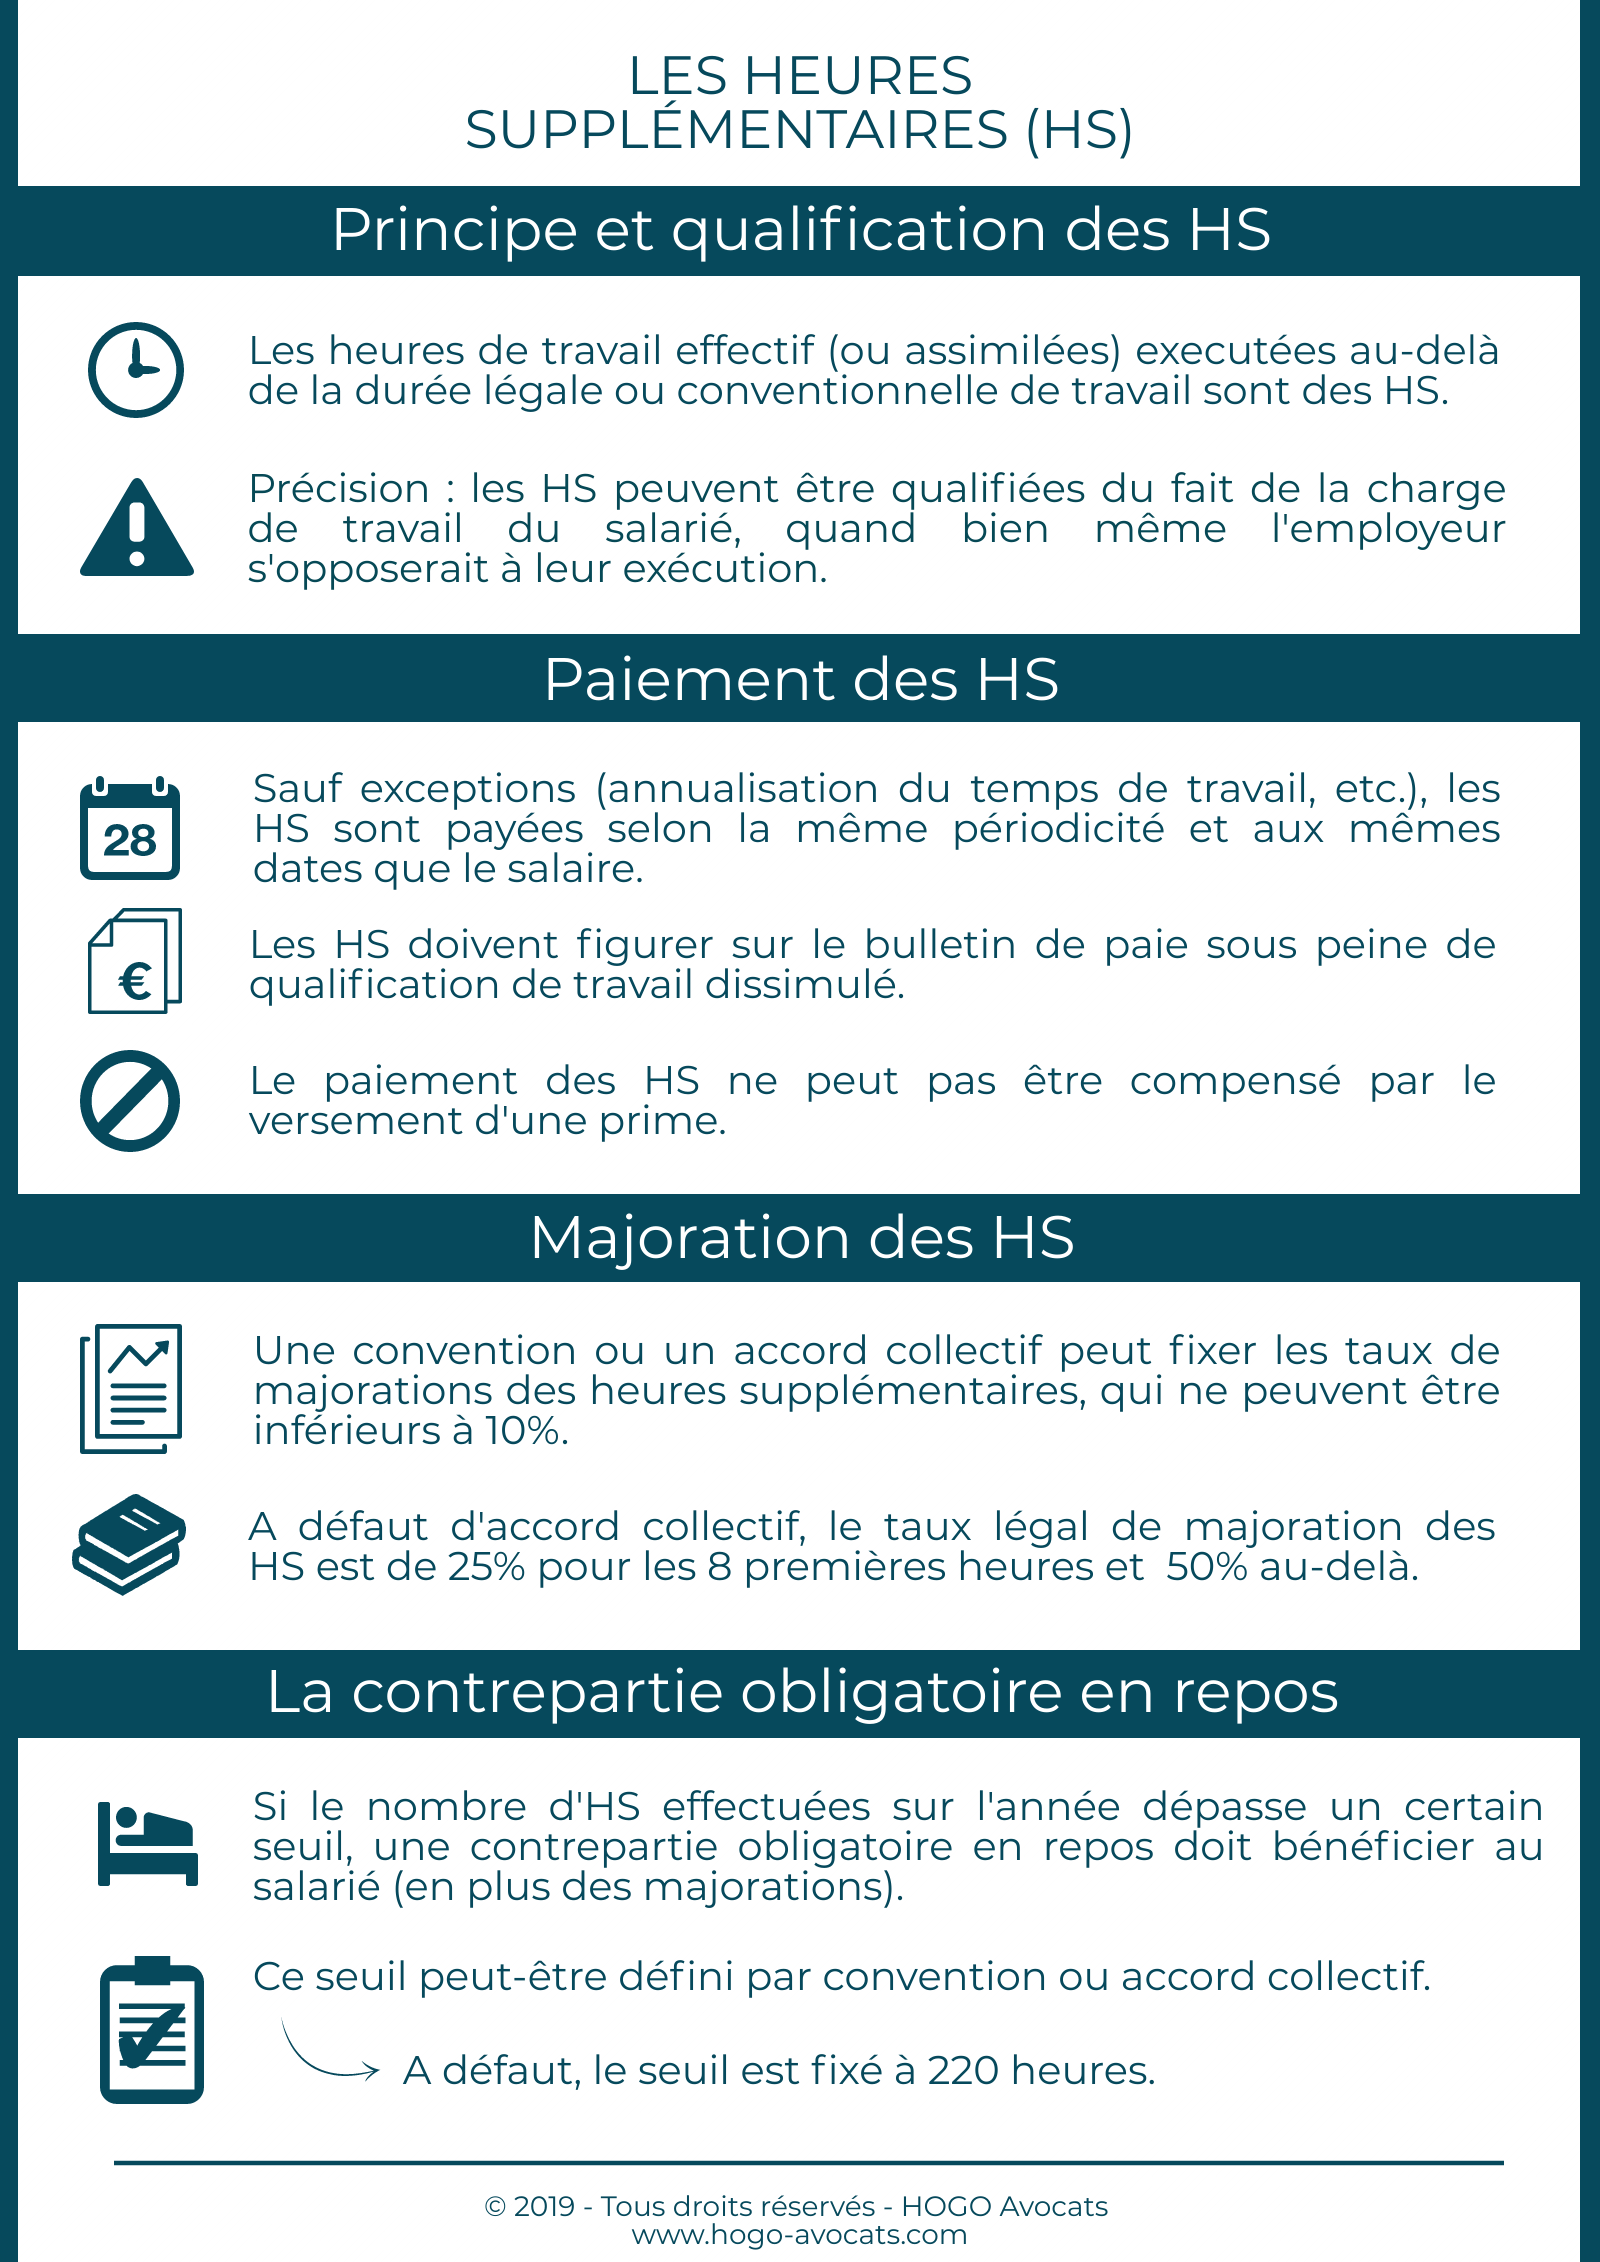 LES HEURES
SUPPLÉMENTAIRES (HS)
Principe et qualification des HS
Les heures de travail effectif (ou assimilées) executées au-delà
de la durée légale ou conventionnelle de travail sont des HS.
Précision : les HS peuvent être qualifiées du fait de la charge
de travail du salarié, quand bien même l'employeur
s'opposerait à leur exécution.
Paiement des HS
28
Sauf exceptions (annualisation du temps de travail, etc.), les
HS sont payées selon la même périodicité et aux mêmes
dates que le salaire.
€
Les HS doivent figurer sur le bulletin de paie sous peine de
qualification de travail dissimulé.
Le paiement des HS ne peut pas être compensé par le
versement d'une prime.
Majoration des HS
Une convention ou un accord collectif peut fixer les taux de
majorations des heures supplémentaires, qui ne peuvent être
inférieurs à 10%.
A défaut d'accord collectif, le taux légal de majoration des
HS est de 25% pour les 8 premières heures et  50% au-delà.
La contrepartie obligatoire en repos
Si le nombre d'HS effectuées sur l'année dépasse un certain
seuil, une contrepartie obligatoire en repos doit bénéficier au
salarié (en plus des majorations).
Ce seuil peut-être défini par convention ou accord collectif.
A défaut, le seuil est fixé à 220 heures.
© 2019 - Tous droits réservés - HOGO Avocats
www.hogo-avocats.com